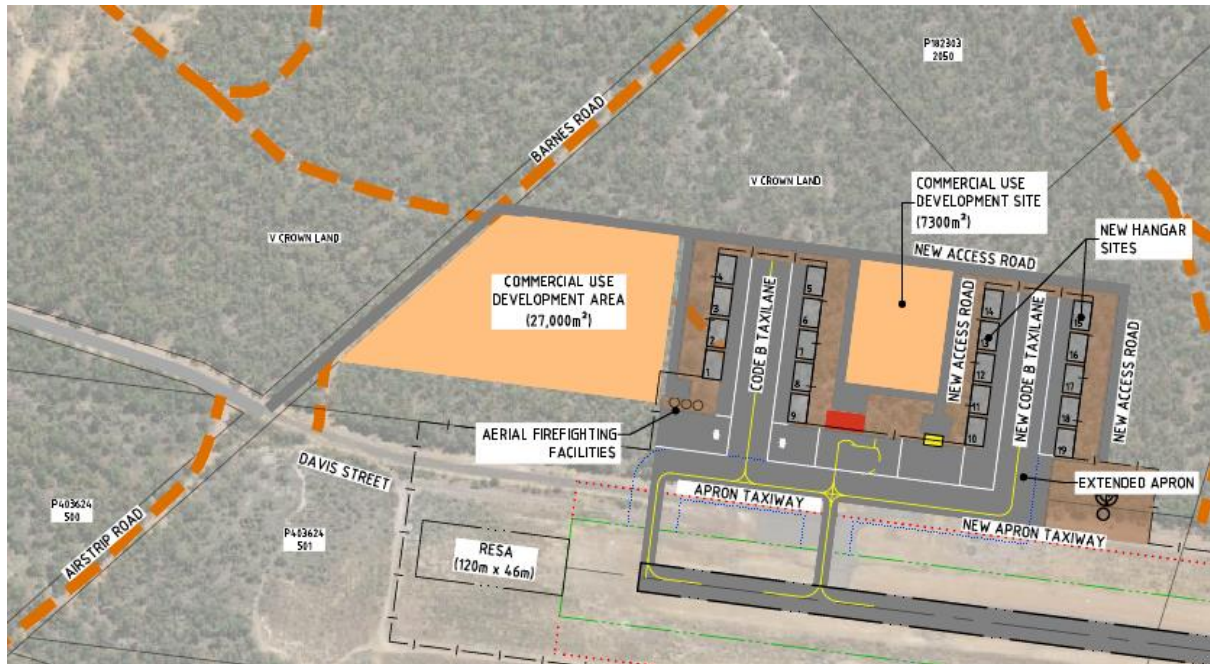 P182303
2050
BARNES ROAD
V CROWN LAND
COMMERCIAL USE
DEVELOPMENT SITE
(7300m²)
NEW HANGAR
SITES
V CROWN LAND
NEW ACCESS ROAD
COMMERCIAL USE
DEVELOPMENT AREA
(27,000m²)
4
3
2
1
CODE B TAXILANE
5
6
7
8
9
NEW ACCESS ROAD
14
13
12
11
10
NEW CODE B TAXILANE
15
16
17
18
19
NEW ACCESS ROAD
AERIAL FIREFIGHTING
FACILITIES
DAVIS STREET
EXTENDED APRON
APRON TAXIWAY
NEW APRON TAXIWAY
P403624
500
AIRSTRIP ROAD
P403624
501
RESA
(120m x 46m)